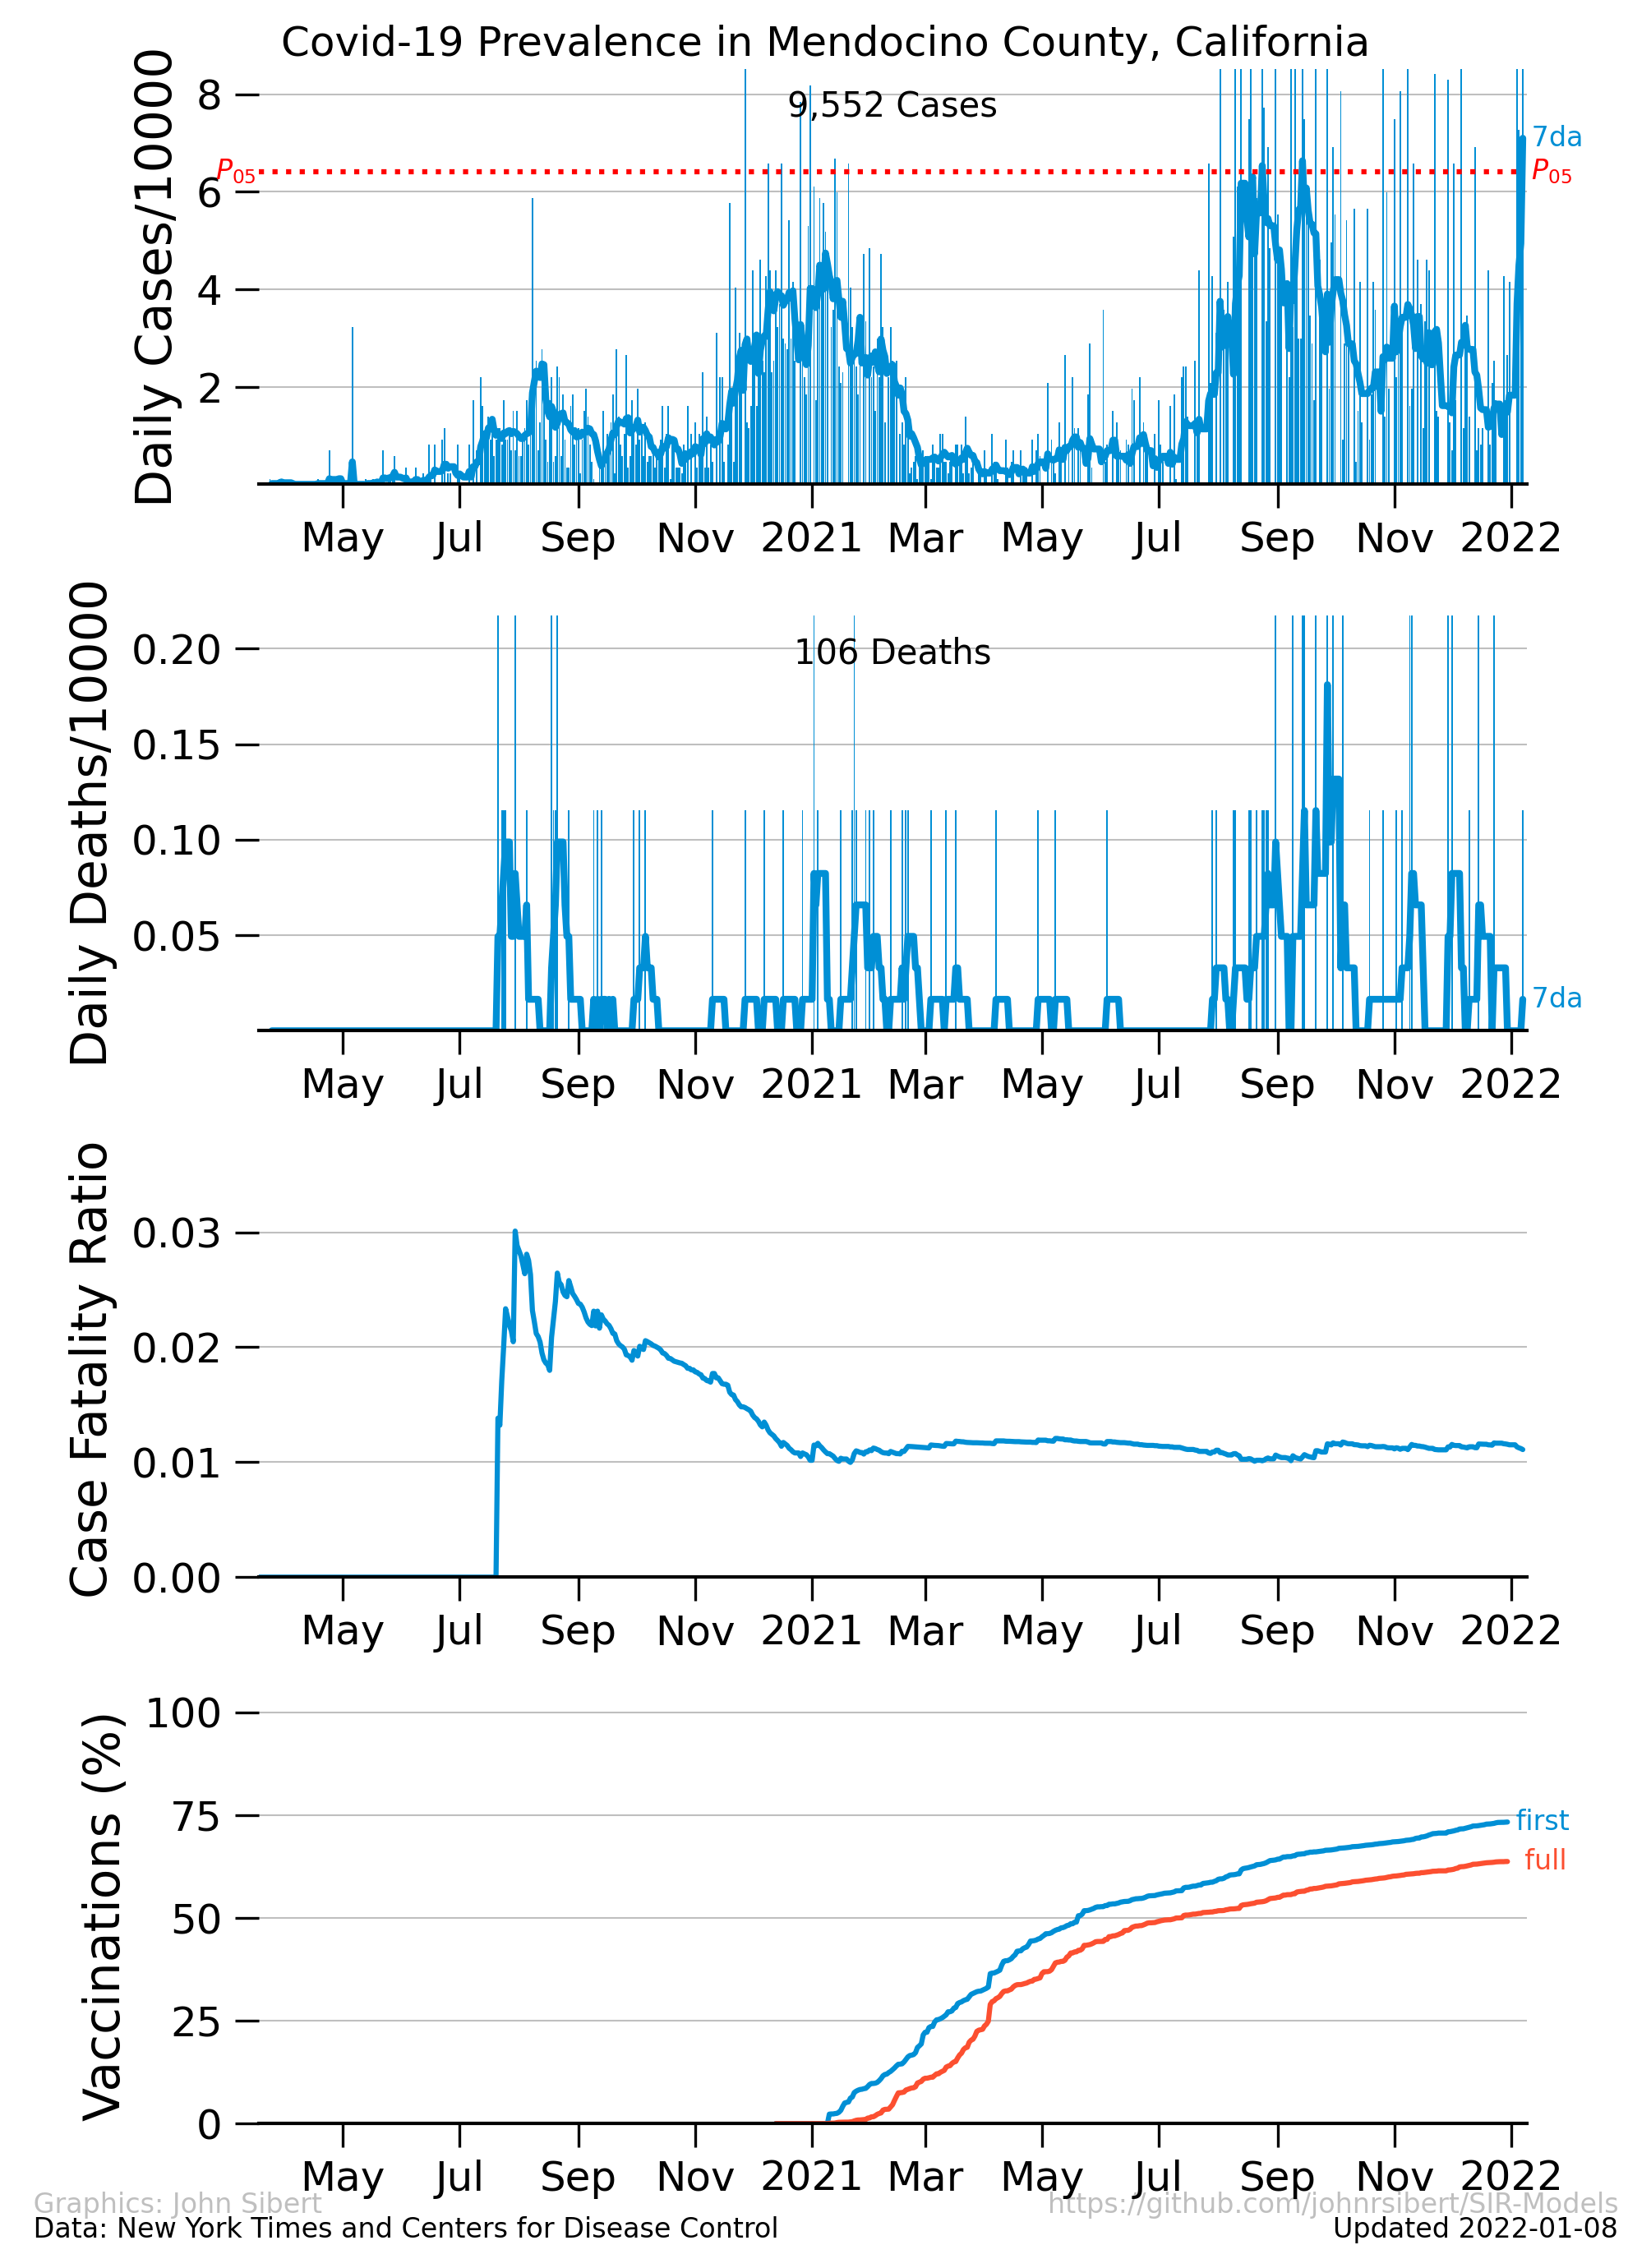 Covid-19 Prevalence in Mendocino County, California
Daily Cases/10000
8
6
4
2
9,552 Cases
P05
7da
P05
May Jul Sep Nov 2021 Mar May Jul Sep Nov 2022
Daily Deaths/10000
0.20
0.15
0.10
0.05
106 Deaths
7da
May Jul Sep Nov 2021 Mar May Jul Sep Nov 2022
Case Fatality Ratio
0.03
0.02
0.01
0.00
May Jul Sep Nov 2021 Mar May Jul Sep Nov 2022
Vaccinations (%)
100
75
50
25
0
first
full
May Jul Sep Nov 2021 Mar May Jul Sep Nov 2022
Graphics: John Sibert
https://github.com/johnrsibert/SIR-Models
Data: New York Times and Centers for Disease Control
Updated 2022-01-08